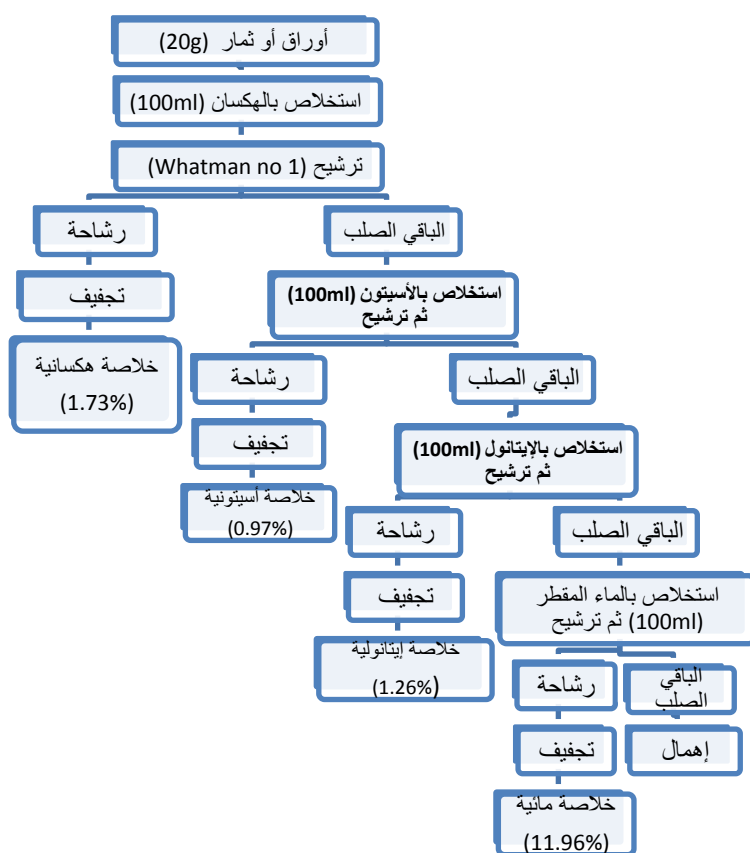 أوراق أو ثمار (20g)
استخلاص بالهكسان (100ml)
ترشيح (Whatman no 1)
رشاحة
الباقي الصلب
تجفيف
استخلاص بالأسيتون (100ml)
ثم ترشيح
خلاصة هكسانية
(1.73%)
رشاحة
الباقي الصلب
تجفيف
استخلاص بالإيتانول (100ml)
ثم ترشيح
خلاصة أسيتونية
(0.97%)
رشاحة
الباقي الصلب
تجفيف
استخلاص بالماء المقطر
(100ml) ثم ترشيح
خلاصة إيتانولية
(1.26%)
رشاحة
الباقي
الصلب
تجفيف
إهمال
خلاصة مائية
(11.96%)